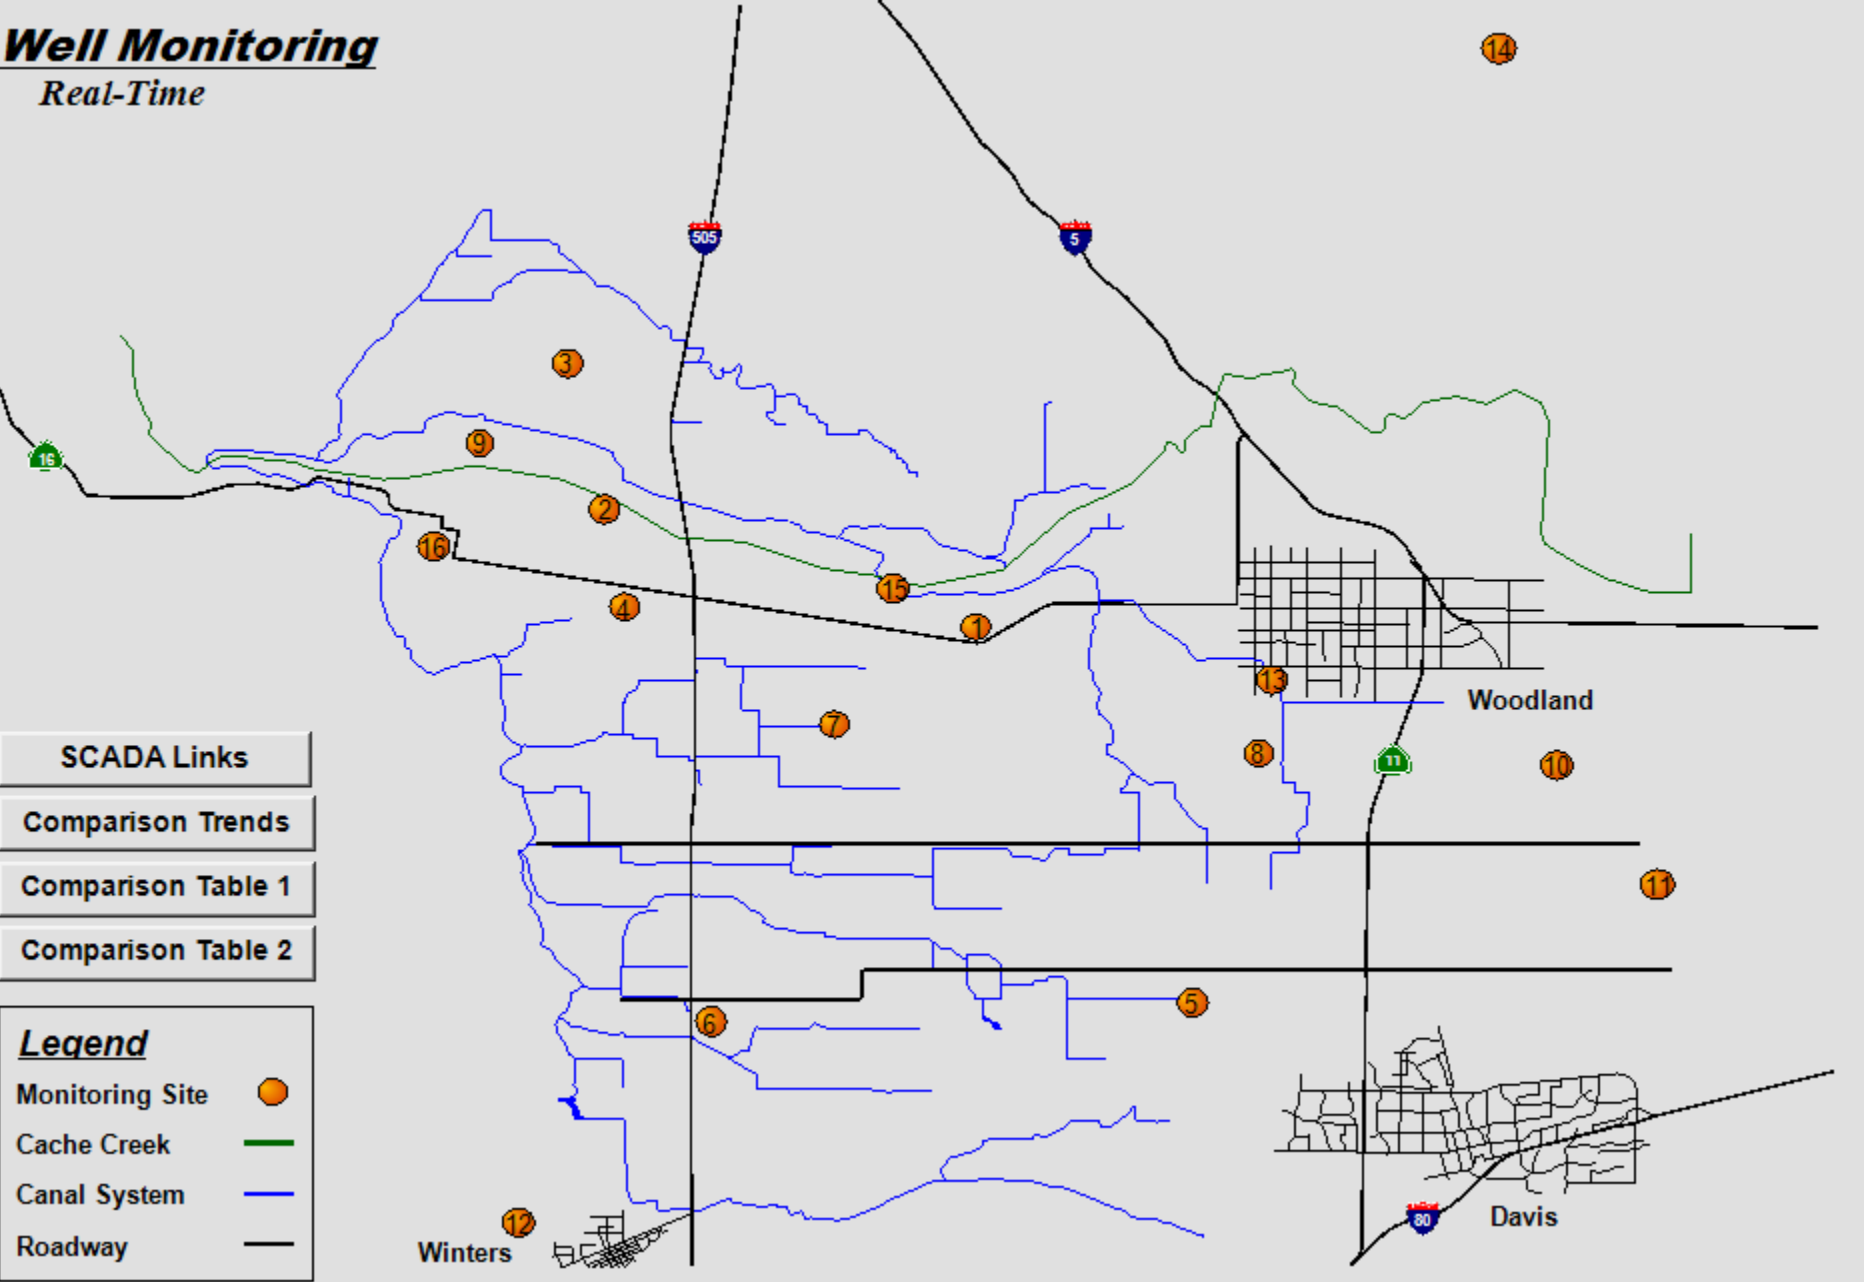 Well Monitoring
Real-Time
14
505
5
3
9
16
2
16
15
4
1
13
Woodland
7
8
11
10
SCADA Links
Comparison Trends
Comparison Table 1
11
Comparison Table 2
5
6
Legend
Monitoring Site
Cache Creek
Canal System
12
80
Davis
Roadway
Winters